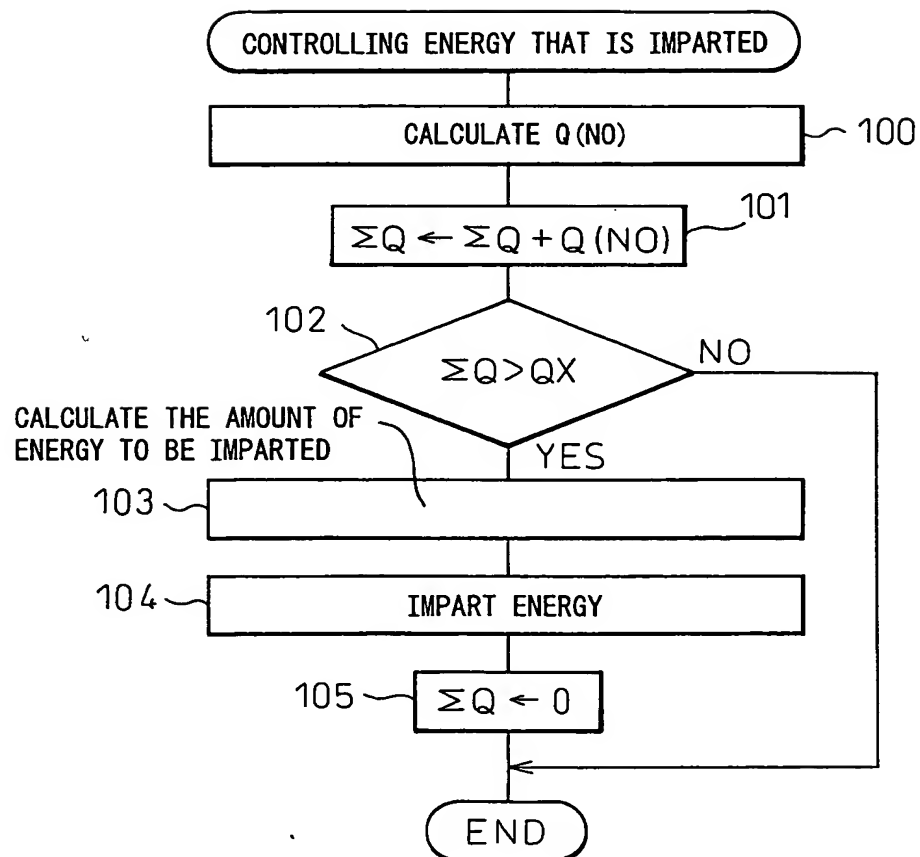 CONTROLLING ENERGY THAT IS IMPARTED
CALCULATE Q(NO)
100
101
ΣQ ← ΣQ + Q(NO)
102
ΣQ>QX
NO
CALCULATE THE AMOUNT OF
ENERGY TO BE IMPARTED
YES
103
104
IMPART ENERGY
105
ΣQ ← 0
END